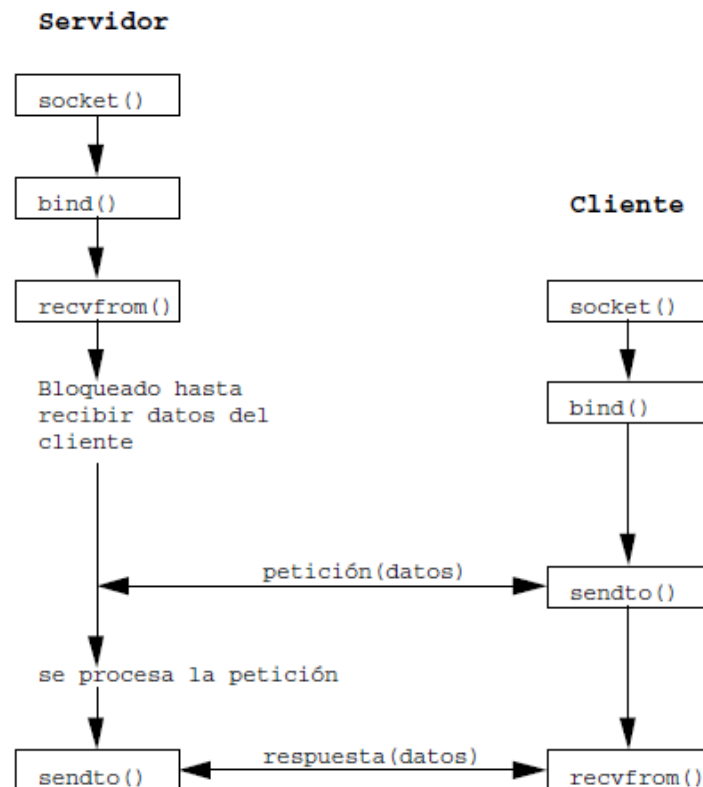 Servidor
socket()
bind()
recvfrom()
Bloqueado hasta
recibir datos del
cliente
se procesa la petición
sendto()
petición(datos)
respuesta(datos)
Cliente
socket()
bind()
sendto()
recvfrom()